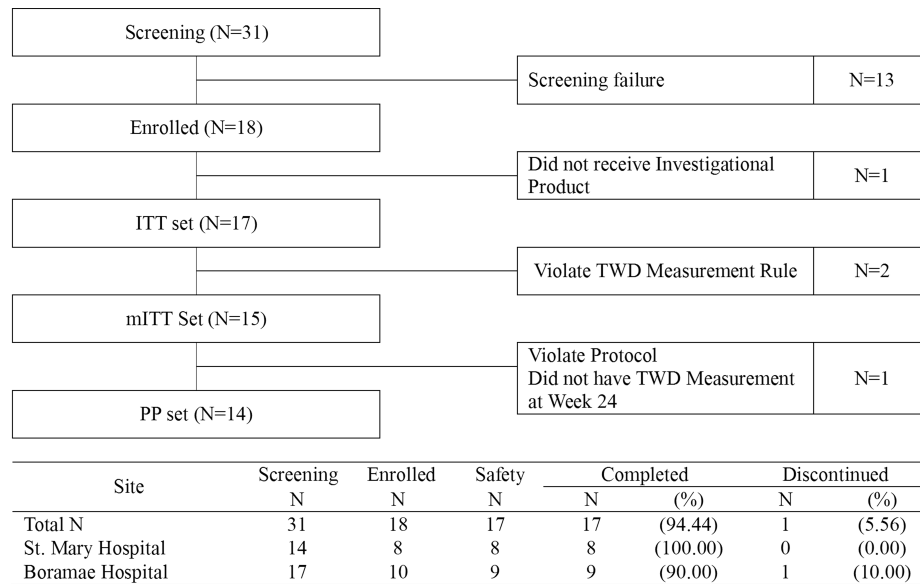 Screening (N=31)
Screening failure N=13
Enrolled (N=18)
Did not receive Investigational
Product
N=1
ITT set (N=17)
Violate TWD Measurement Rule N=2
mITT Set (N=15)
Violate Protocol
Did not have TWD Measurement
at Week 24
N=1
PP set (N=14)
Site Screening Enrolled Safety Completed Discontinued
N N N N (%) N (%)
Total N 31 18 17 17 (94.44) 1 (5.56)
St. Mary Hospital 14 8 8 8 (100.00) 0 (0.00)
Boramae Hospital 17 10 9 9 (90.00) 1 (10.00)